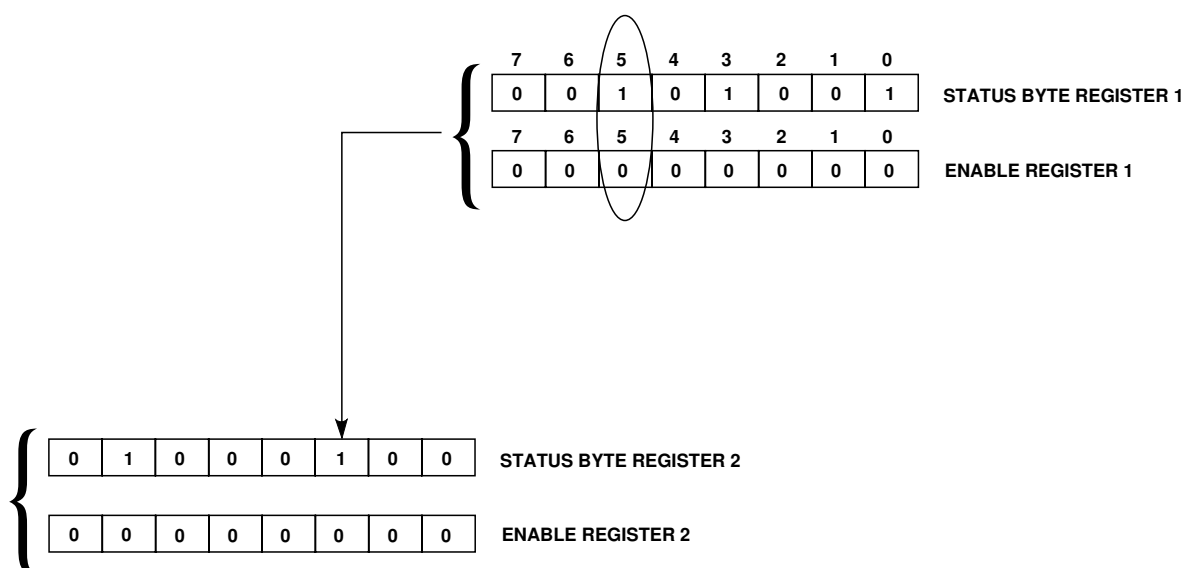 7 6 5 4 3 2 1 0
0 0 1 0 1 0 0 1 STATUS BYTE REGISTER 1
7 6 5 4 3 2 1 0
0 0 0 0 0 0 0 0 ENABLE REGISTER 1
0 1 0 0 0 1 0 0 STATUS BYTE REGISTER 2
0 0 0 0 0 0 0 0 ENABLE REGISTER 2